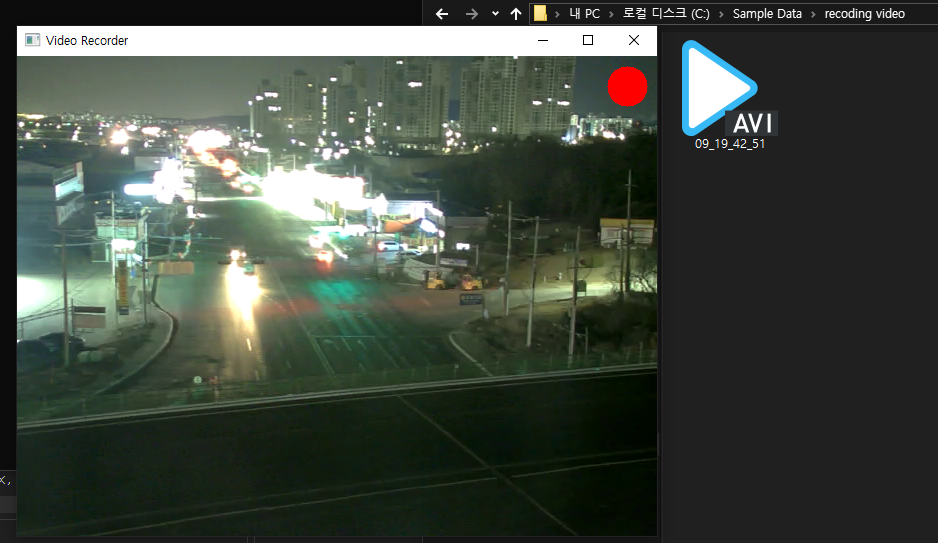 내 PC > 로컬 디스크 (C:) > Sample Data > recoding video
Video Recorder
AVI
09_19_42_51
x,